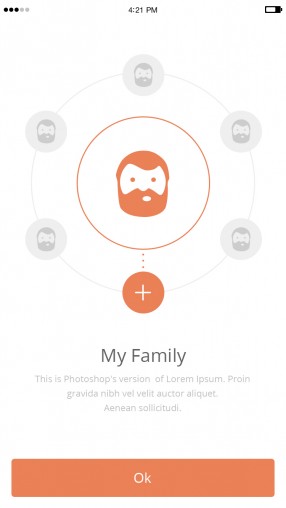 4:21 PM
My Family
This is Photoshop's version of Lorem Ipsum. Proin
gravida nibh vel velit auctor aliquet.
Aenean sollicitudi.
Ok